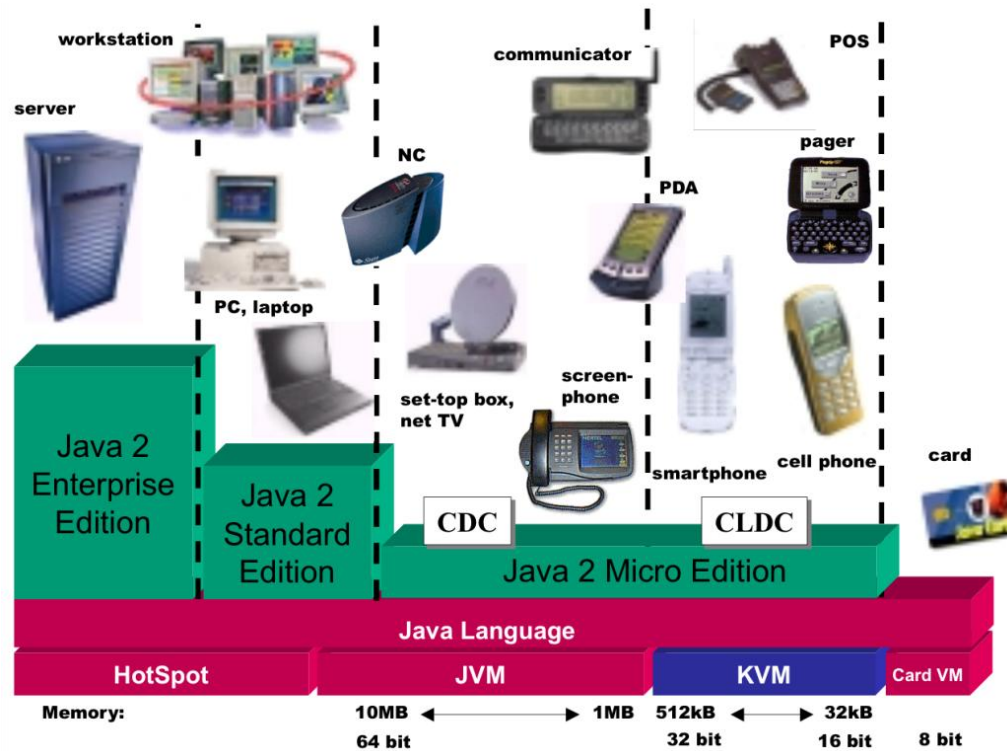 workstation
server
communicator
POS
NC
PDA
pager
PC, laptop
set-top box,
net TV
screen-
phone
smartphone
cell phone
card
Java 2
Enterprise
Edition
Java 2
Standard
Edition
CDC
CLDC
Java 2 Micro Edition
Java Language
HotSpot
JVM
KVM
Card VM
Memory:
10MB
1MB
512kB
32kB
64 bit
32 bit
16 bit
8 bit